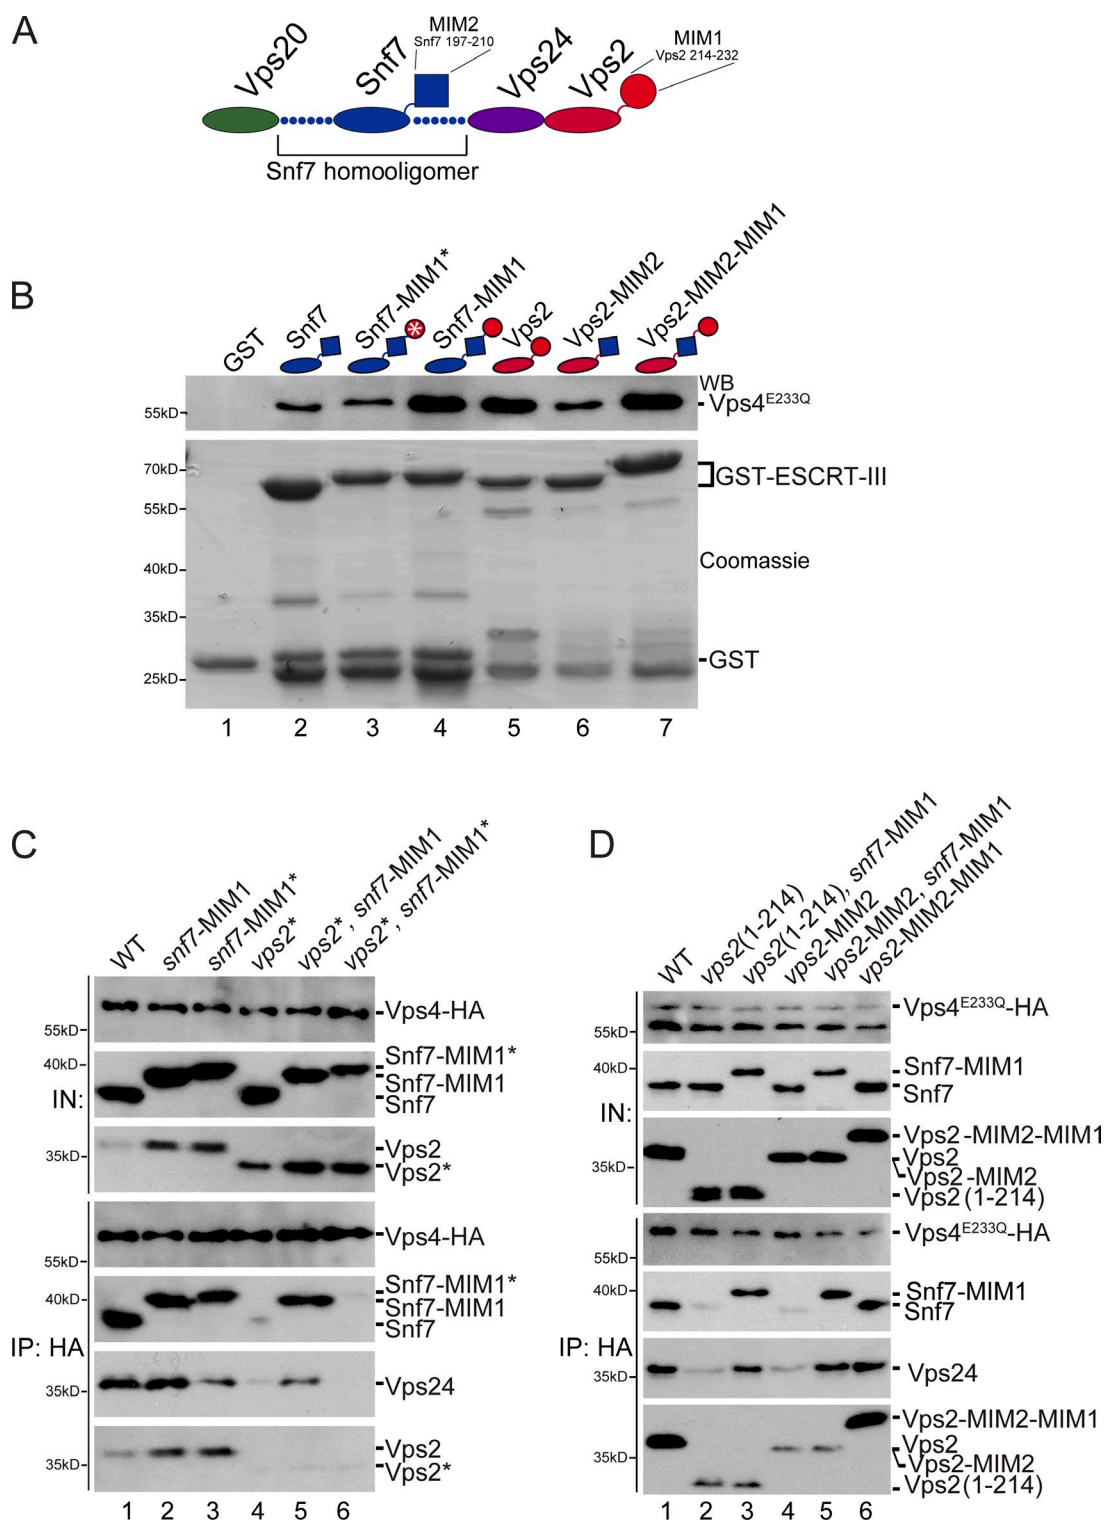 A
Vps20
Snf7
MIM2
Snf7 197-210
Vps24
Vps2
MIM1
Vps2 214-232
Snf7 homooligomer
B
GST
Snf7
Snf7-MIM1*
Snf7-MIM1
Vps2
Vps2-MIM2
Vps2-MIM2-MIM1
*
WB
55kD-
-Vps4E233Q
70kD-
GST-ESCRT-III
55kD-
Coomassie
40kD-
35kD-
-GST
25kD-
1 2 3 4 5 6 7
C
WT
snf7-MIM1
snf7-MIM1*
vps2*
vps2*, snf7-MIM1
vps2*, snf7-MIM1*
IN:
-Vps4-HA
55kD-
40kD-
Snf7-MIM1*
Snf7-MIM1
Snf7
35kD-
-Vps2
-Vps2*
IP: HA
-Vps4-HA
55kD-
40kD-
Snf7-MIM1*
Snf7-MIM1
Snf7
35kD-
-Vps24
35kD-
-Vps2
-Vps2*
1 2 3 4 5 6
D
WT
vps2(1-214)
vps2(1-214), snf7-MIM1
vps2-MIM2
vps2-MIM2, snf7-MIM1
vps2-MIM2-MIM1
IN:
-Vps4E233Q-HA
55kD-
40kD-
-Snf7-MIM1
-Snf7
35kD-
-Vps2-MIM2-MIM1
-Vps2
Vps2-MIM2
-Vps2(1-214)
IP: HA
-Vps4E233Q-HA
55kD-
40kD-
-Snf7-MIM1
-Snf7
35kD-
-Vps24
35kD-
-Vps2-MIM2-MIM1
-Vps2
Vps2-MIM2
-Vps2(1-214)
1 2 3 4 5 6